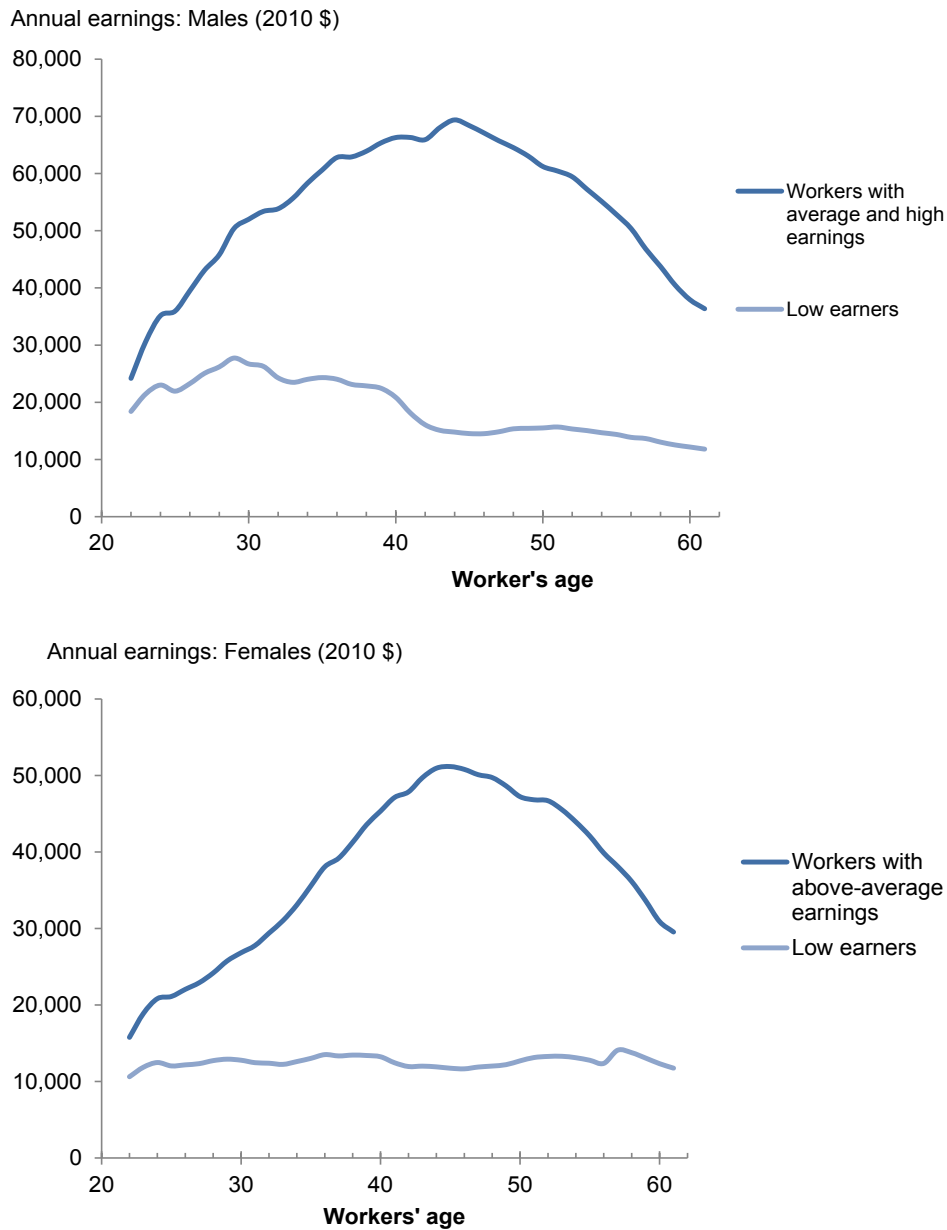 Annual earnings: Males (2010 $)
80,000
70,000
60,000
50,000
40,000
30,000
20,000
10,000
0
20
30
40
50
60
Worker's age
Workers with
average and high
earnings
Low earners
Annual earnings: Females (2010 $)
60,000
50,000
40,000
30,000
20,000
10,000
0
20
30
40
50
60
Workers' age
Workers with
above-average
earnings
Low earners